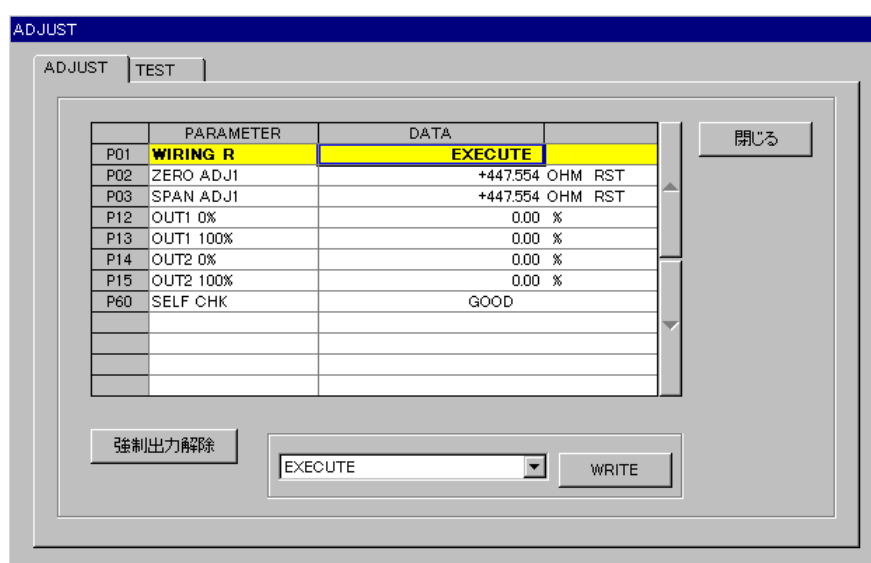 ADJUST
ADJUST TEST
PARAMETER DATA
P01 WIRING R EXECUTE
P02 ZERO ADJ1 +447.554 OHM RST
P03 SPAN ADJ1 +447.554 OHM RST
P12 OUT1 0% 0.00 %
P13 OUT1 100% 0.00 %
P14 OUT2 0% 0.00 %
P15 OUT2 100% 0.00 %
P60 SELF CHK GOOD
閉じる
強制出力解除
EXECUTE WRITE